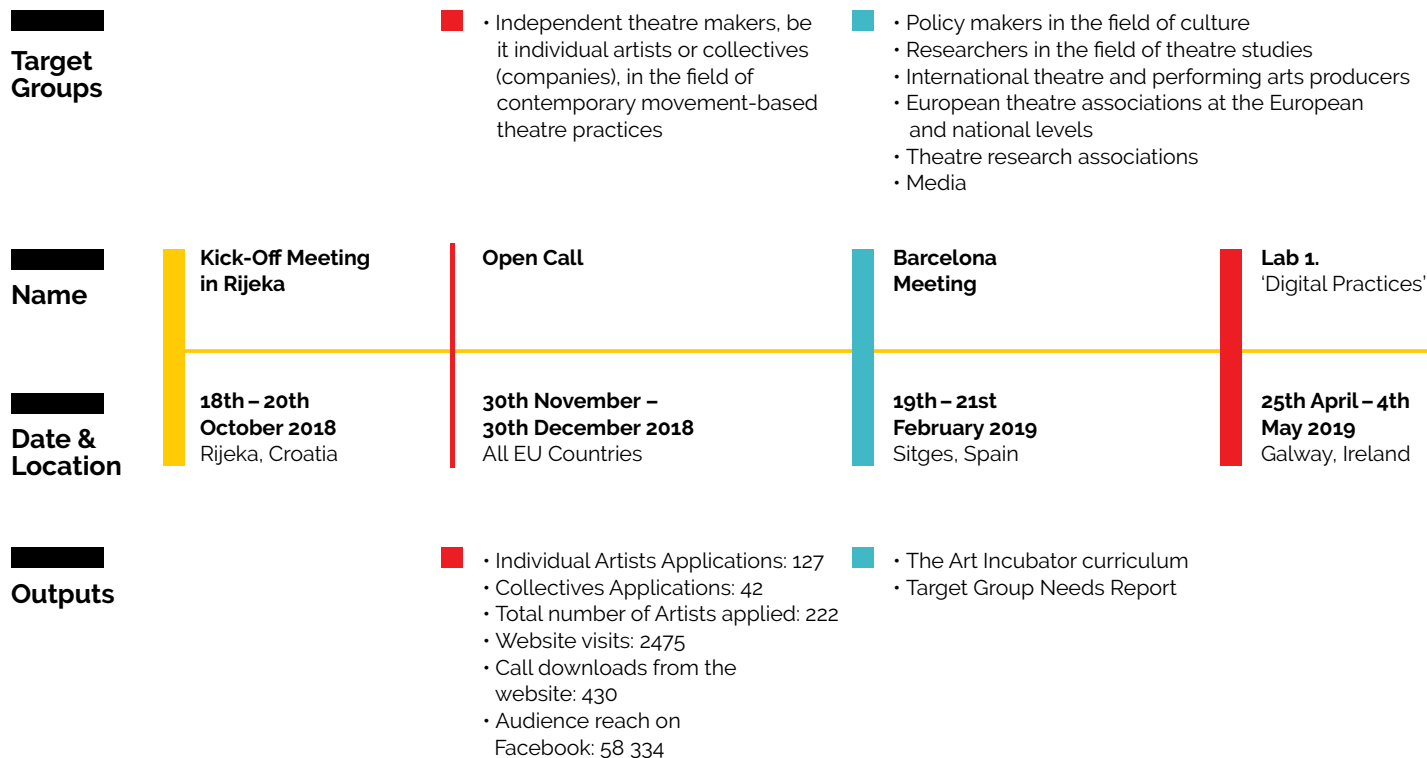 Target
Groups
• Independent theatre makers, be
it individual artists or collectives
(companies), in the field of
contemporary movement-based
theatre practices
• Policy makers in the field of culture
• Researchers in the field of theatre studies
• International theatre and performing arts producers
• European theatre associations at the European
and national levels
• Theatre research associations
• Media
Name
Kick-Off Meeting
in Rijeka
Open Call
Barcelona
Meeting
Lab 1.
‘Digital Practices’
Date &
Location
18th – 20th
October 2018
Rijeka, Croatia
30th November –
30th December 2018
All EU Countries
19th – 21st
February 2019
Sitges, Spain
25th April – 4th
May 2019
Galway, Ireland
Outputs
• Individual Artists Applications: 127
• Collectives Applications: 42
• Total number of Artists applied: 222
• Website visits: 2475
• Call downloads from the
website: 430
• Audience reach on
Facebook: 58 334
• The Art Incubator curriculum
• Target Group Needs Report